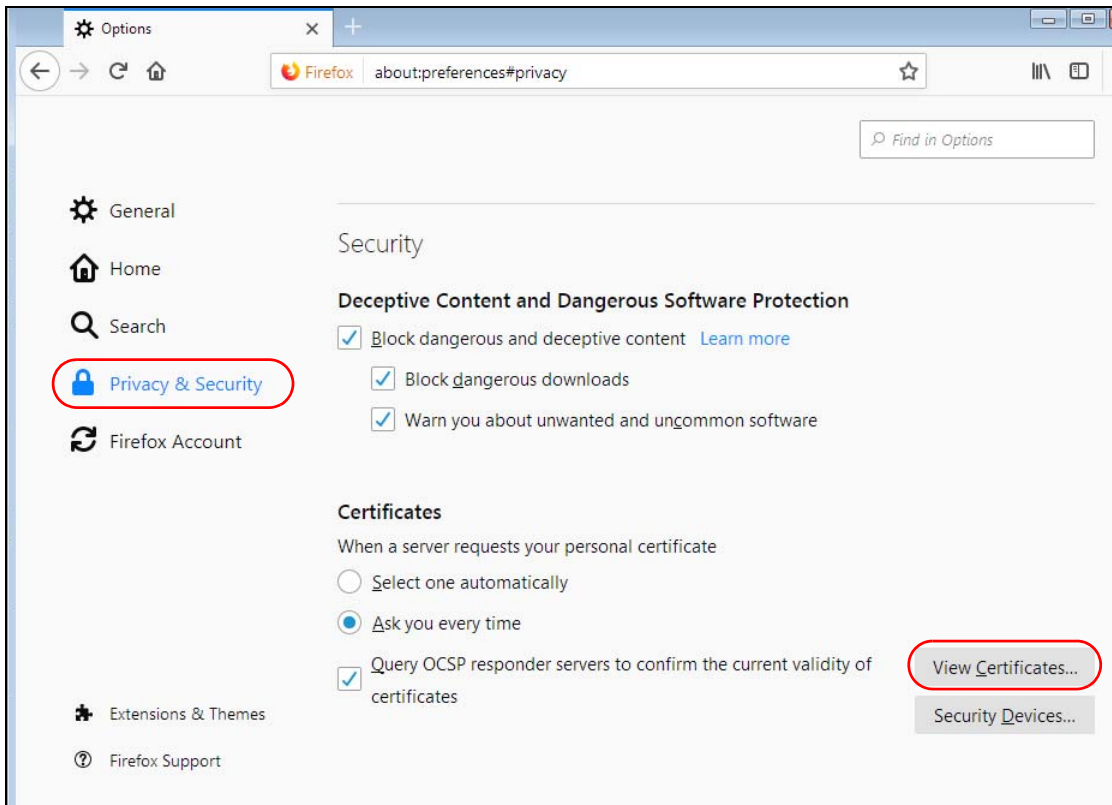 Options
Firefox about:preferences#privacy
Find in Options
General
Home
Search
Privacy & Security
Firefox Account
Extensions & Themes
Firefox Support
Security
Deceptive Content and Dangerous Software Protection
Block dangerous and deceptive content Learn more
Block dangerous downloads
Warn you about unwanted and uncommon software
Certificates
When a server requests your personal certificate
Select one automatically
Ask you every time
Query OCSP responder servers to confirm the current validity of
certificates
View Certificates...
Security Devices...